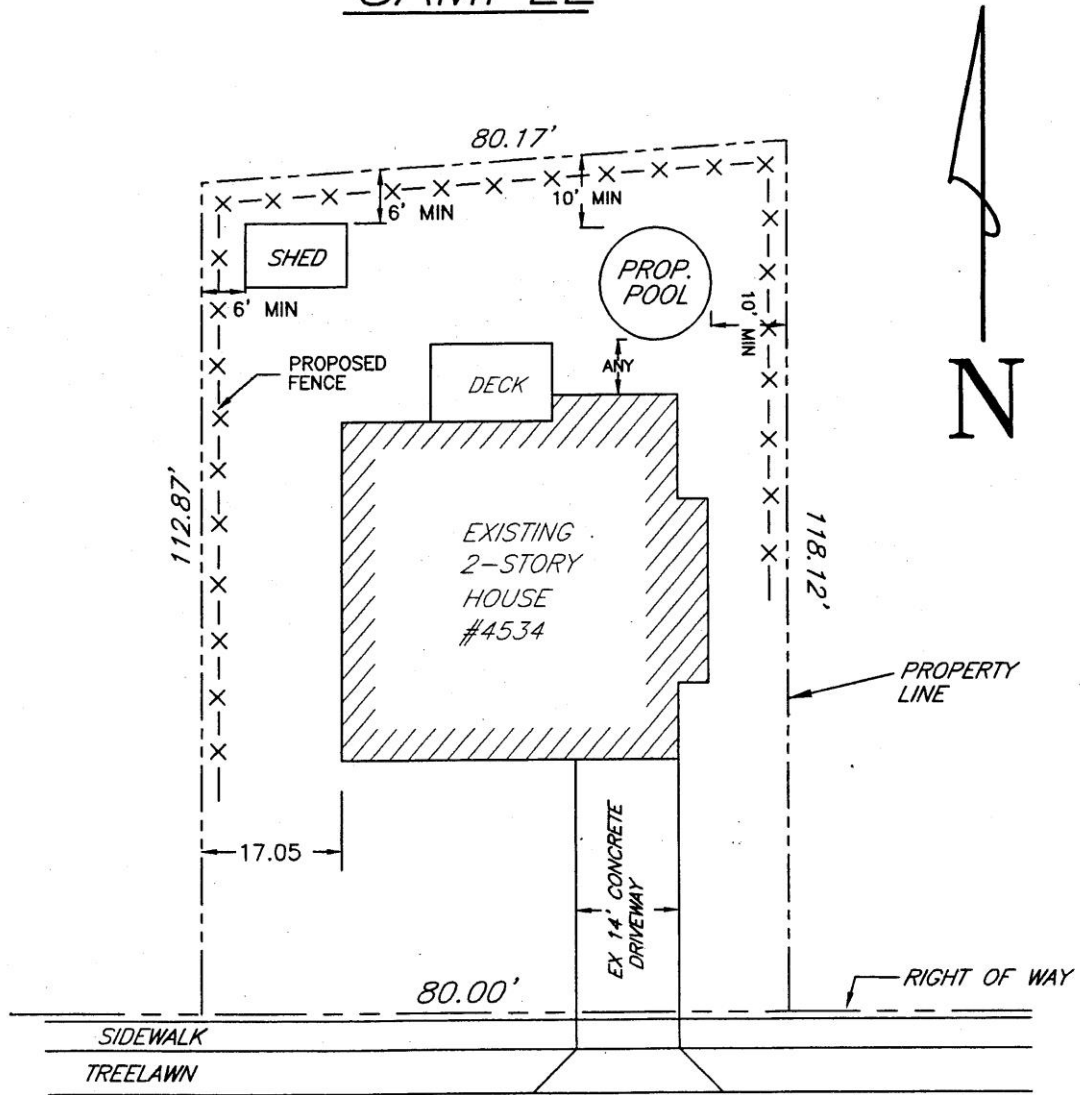 80.17'
6' MIN
10' MIN
SHED
PROP.
POOL
6' MIN
10' MIN
PROPOSED
FENCE
ANY
DECK
N
112.87'
118.12'
EXISTING
2-STORY
HOUSE
#4534
PROPERTY
LINE
17.05
EX 14' CONCRETE
DRIVEWAY
80.00'
RIGHT OF WAY
SIDEWALK
TREELAWN